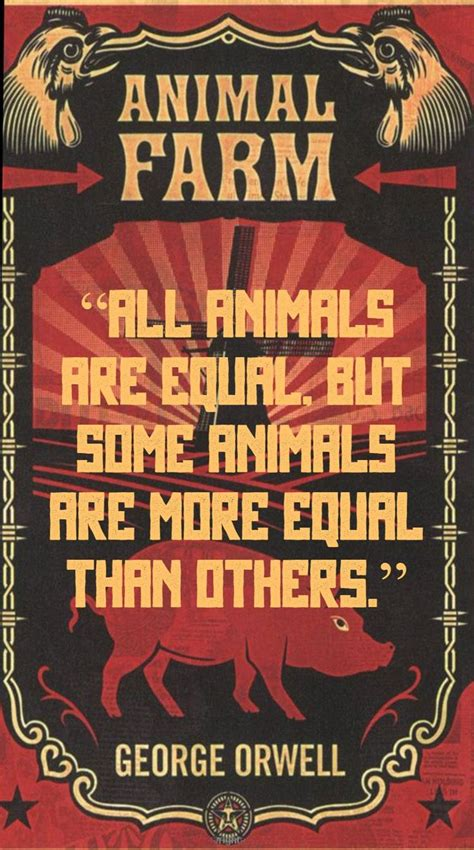 ANIMAL
FARM
“ALL ANIMALS
ARE EQUAL, BUT
SOME ANIMALS
ARE MORE EQUAL
THAN OTHERS.”
GEORGE ORWELL